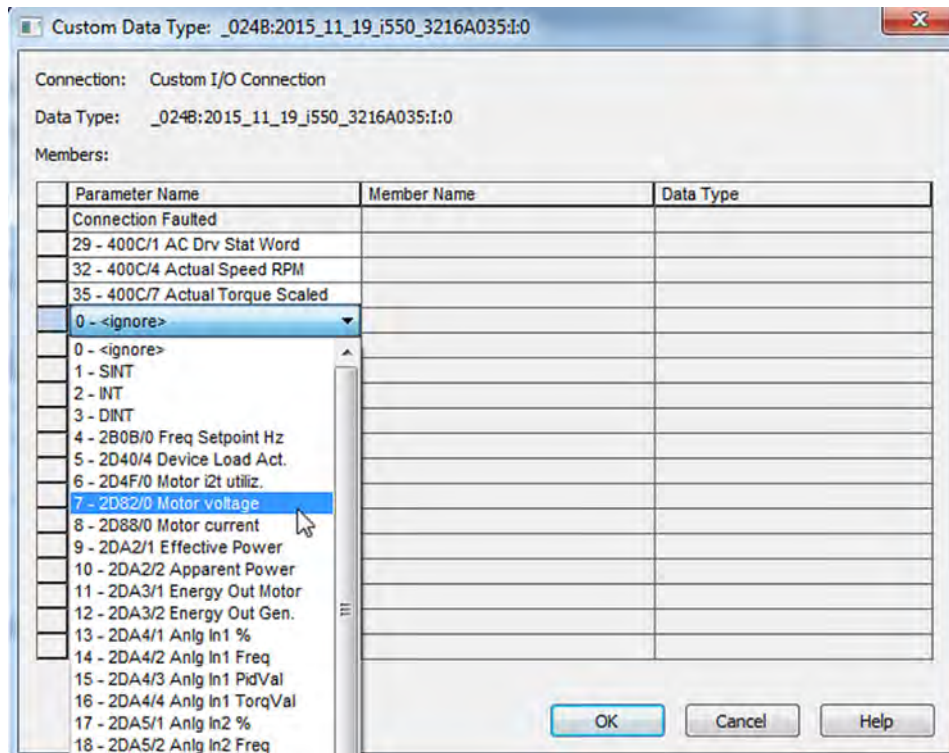 Custom Data Type: _024B:2015_11_19_i550_3216A035:I:0
Connection: Custom I/O Connection
Data Type: _024B:2015_11_19_i550_3216A035:I:0
Members:
Parameter Name Member Name Data Type
Connection Faulted
29 - 400C/1 AC Drv Stat Word
32 - 400C/4 Actual Speed RPM
35 - 400C/7 Actual Torque Scaled
0 - <ignore>
0 - <ignore>
1 - SINT
2 - INT
3 - DINT
4 - 2B0B/0 Freq Setpoint Hz
5 - 2D40/4 Device Load Act.
6 - 2D4F/0 Motor i2t utiliz.
7 - 2D82/0 Motor voltage
8 - 2D88/0 Motor current
9 - 2DA2/1 Effective Power
10 - 2DA2/2 Apparent Power
11 - 2DA3/1 Energy Out Motor
12 - 2DA3/2 Energy Out Gen.
13 - 2DA4/1 Anlg In1 %
14 - 2DA4/2 Anlg In1 Freq
15 - 2DA4/3 Anlg In1 PidVal
16 - 2DA4/4 Anlg In1 TorqVal
17 - 2DA5/1 Anlg In2 %
18 - 2DA5/2 Anlg In2 Freq
OK Cancel Help